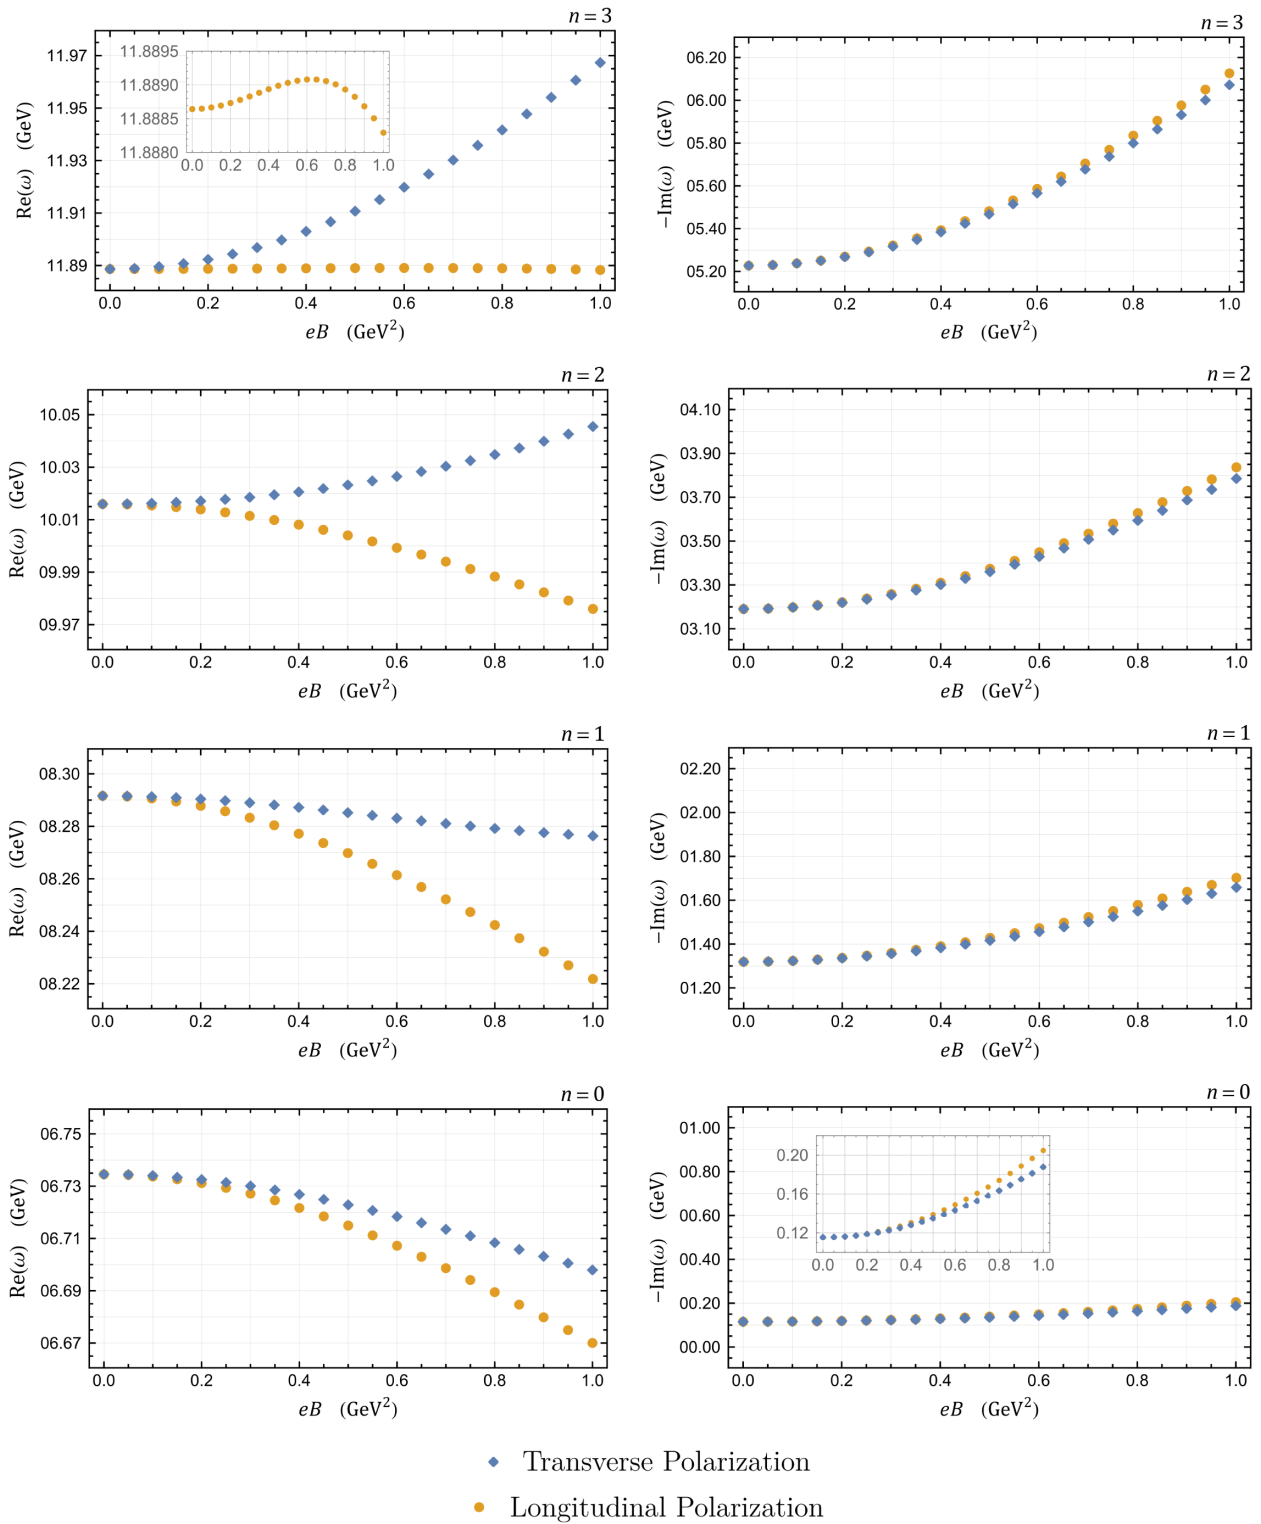 n = 3
11.97
11.95
11.93
11.91
11.89
Re(ω) (GeV)
11.8895
11.8890
11.8885
11.8880
0.0 0.2 0.4 0.6 0.8 1.0
0.0 0.2 0.4 0.6 0.8 1.0
eB (GeV²)
n = 3
06.20
06.00
05.80
05.60
05.40
05.20
−Im(ω) (GeV)
0.0 0.2 0.4 0.6 0.8 1.0
eB (GeV²)
n = 2
10.05
10.03
10.01
09.99
09.97
Re(ω) (GeV)
0.0 0.2 0.4 0.6 0.8 1.0
eB (GeV²)
n = 2
04.10
03.90
03.70
03.50
03.30
03.10
−Im(ω) (GeV)
0.0 0.2 0.4 0.6 0.8 1.0
eB (GeV²)
n = 1
08.30
08.28
08.26
08.24
08.22
Re(ω) (GeV)
0.0 0.2 0.4 0.6 0.8 1.0
eB (GeV²)
n = 1
02.20
02.00
01.80
01.60
01.40
01.20
−Im(ω) (GeV)
0.0 0.2 0.4 0.6 0.8 1.0
eB (GeV²)
n = 0
06.75
06.73
06.71
06.69
06.67
Re(ω) (GeV)
0.0 0.2 0.4 0.6 0.8 1.0
eB (GeV²)
n = 0
01.00
00.80
00.60
00.40
00.20
00.00
−Im(ω) (GeV)
0.20
0.16
0.12
0.0 0.2 0.4 0.6 0.8 1.0
0.0 0.2 0.4 0.6 0.8 1.0
eB (GeV²)
Transverse Polarization
Longitudinal Polarization